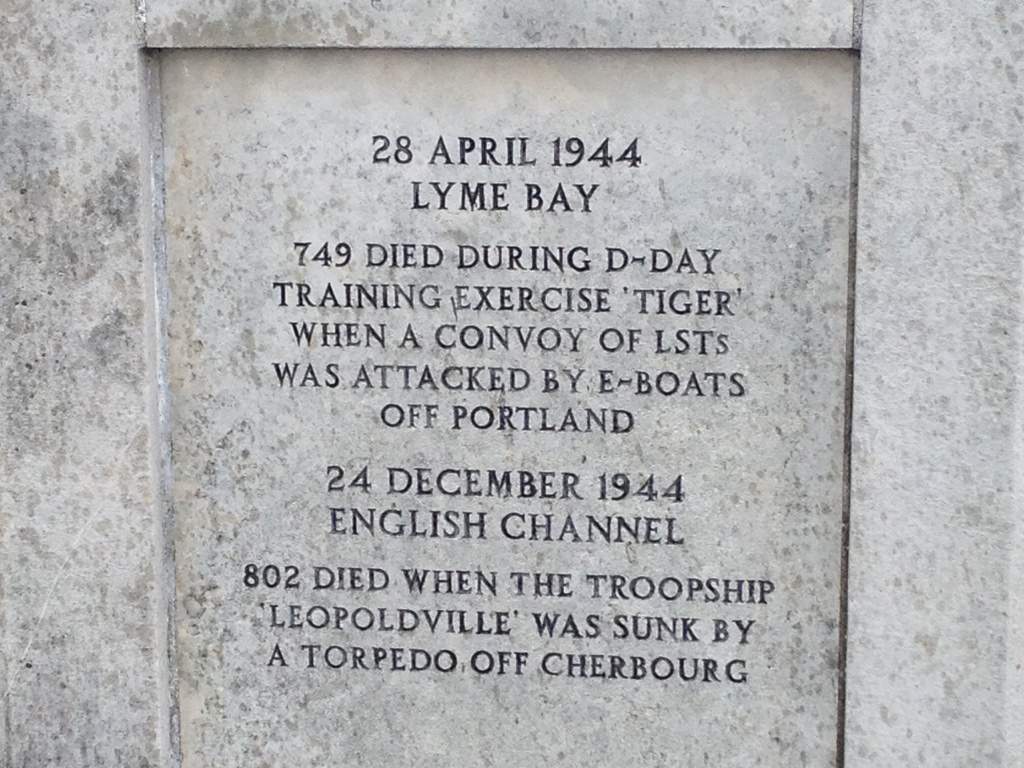 28 APRIL 1944
LYME BAY
749 DIED DURING D-DAY
TRAINING EXERCISE 'TIGER'
WHEN A CONVOY OF LSTs
WAS ATTACKED BY E-BOATS
OFF PORTLAND
24 DECEMBER 1944
ENGLISH CHANNEL
802 DIED WHEN THE TROOPSHIP
'LEOPOLDVILLE' WAS SUNK BY
A TORPEDO OFF CHERBOURG